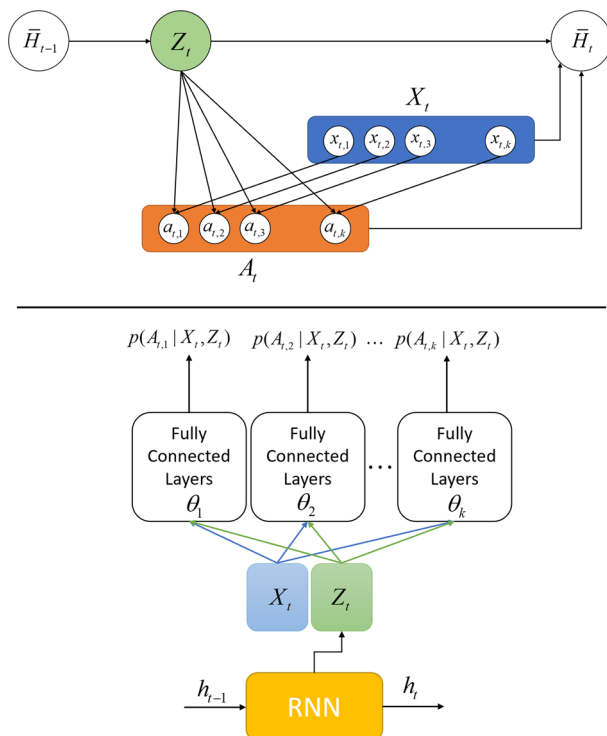 H̅ₜ₋₁ Zₜ H̅ₜ
Xₜ
xₜ,₁ xₜ,₂ xₜ,₃ xₜ,ₖ
aₜ,₁ aₜ,₂ aₜ,₃ aₜ,ₖ
Aₜ
p(Aₜ,₁ | Xₜ, Zₜ) p(Aₜ,₂ | Xₜ, Zₜ) … p(Aₜ,ₖ | Xₜ, Zₜ)
Fully Connected Layers θ₁
Fully Connected Layers θ₂
…
Fully Connected Layers θₖ
Xₜ Zₜ
hₜ₋₁ RNN hₜ